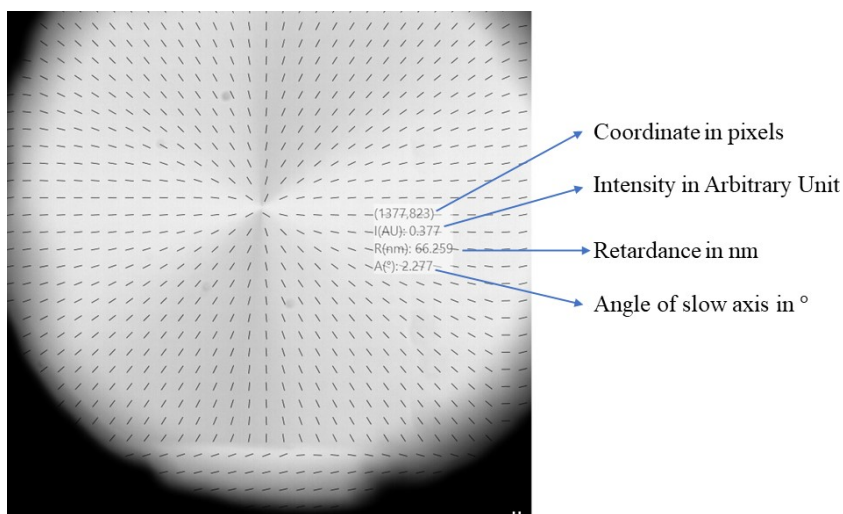 (1377,823)
I(AU): 0.377
R(nm): 66.259
A(°): 2.277
Coordinate in pixels
Intensity in Arbitrary Unit
Retardance in nm
Angle of slow axis in °